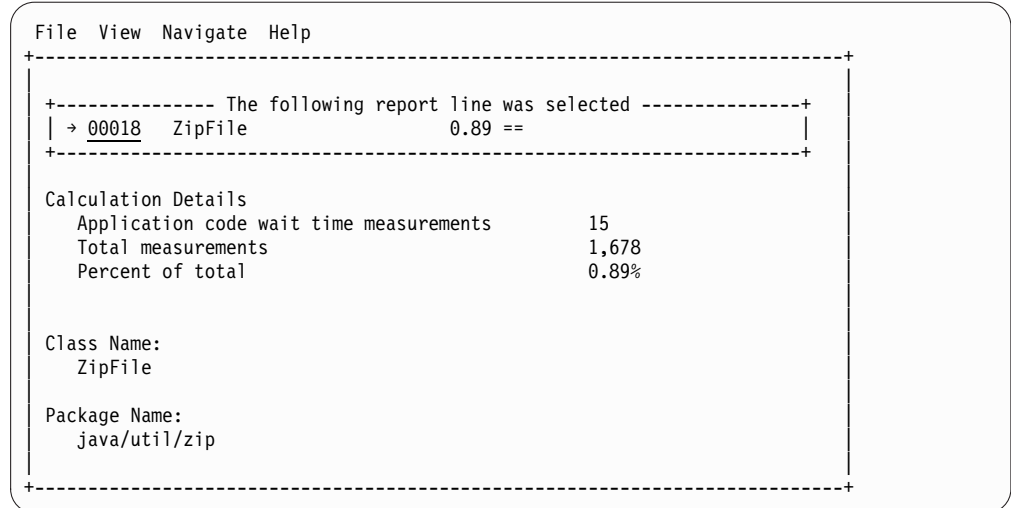 File View Navigate Help
+---------------------------------------------------------------------------+
+--------------- The following report line was selected ---------------+
| → 00018 ZipFile 0.89 == |
+---------------------------------------------------------------------+
Calculation Details
Application code wait time measurements 15
Total measurements 1,678
Percent of total 0.89%
Class Name:
ZipFile
Package Name:
java/util/zip
+---------------------------------------------------------------------------+